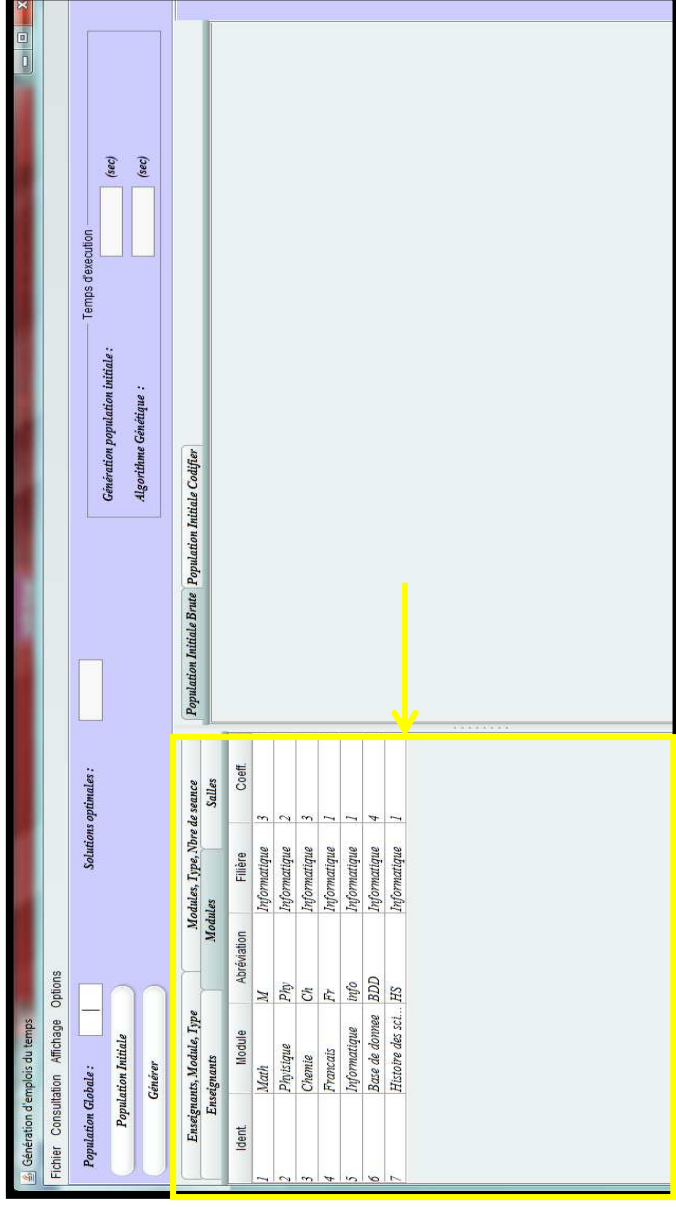 Génération d'emplois du temps
Fichier Consultation Affichage Options
Population Globale : Solutions optimales : Temps d'execution
Population Initiale Génération population initiale : (sec)
Générer Algorithme Génétique : (sec)
Enseignants, Module, Type Modules, Type, Nbre de seance Population Initiale Brute Population Initiale Codifier
Enseignants Modules Salles
Ident. Module Abréviation Filière Coeff.
1 Math M Informatique 3
2 Phyisique Phy Informatique 2
3 Chemie Ch Informatique 3
4 Francais Fr Informatique 1
5 Informatique info Informatique 1
6 Base de donnee BDD Informatique 4
7 Histoire des sci... HS Informatique 1